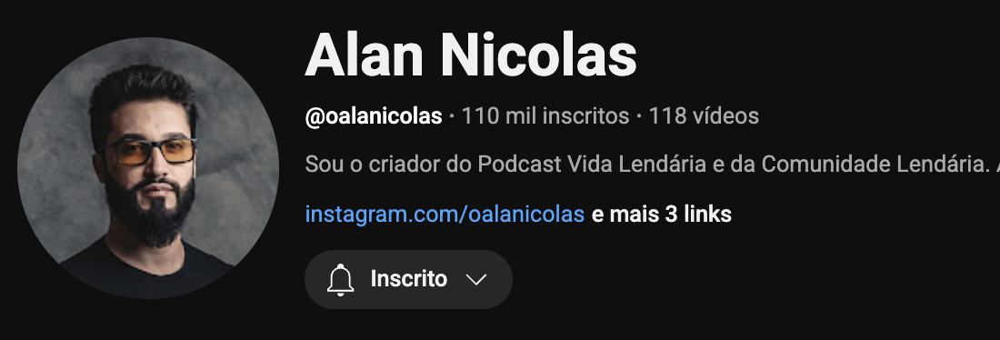 Alan Nicolas
@oalanicolas · 110 mil inscritos · 118 vídeos
Sou o criador do Podcast Vida Lendária e da Comunidade Lendária.
instagram.com/oalanicolas e mais 3 links
Inscrito